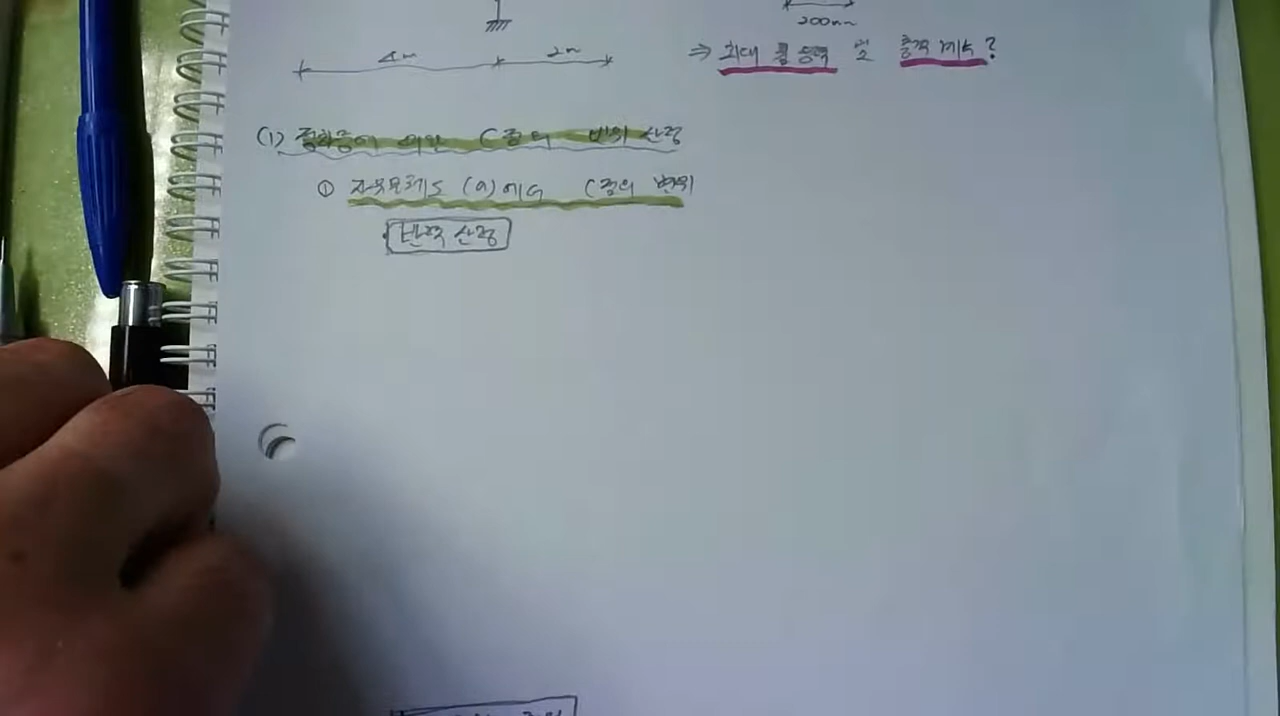 200mm
4m 2m ⇒ 최대 휨응력 및 충격계수?
(1) 정하중에 의한 C점의 변위 산정
① 자유물체도 (a)에서 C점의 변위
반력 산정